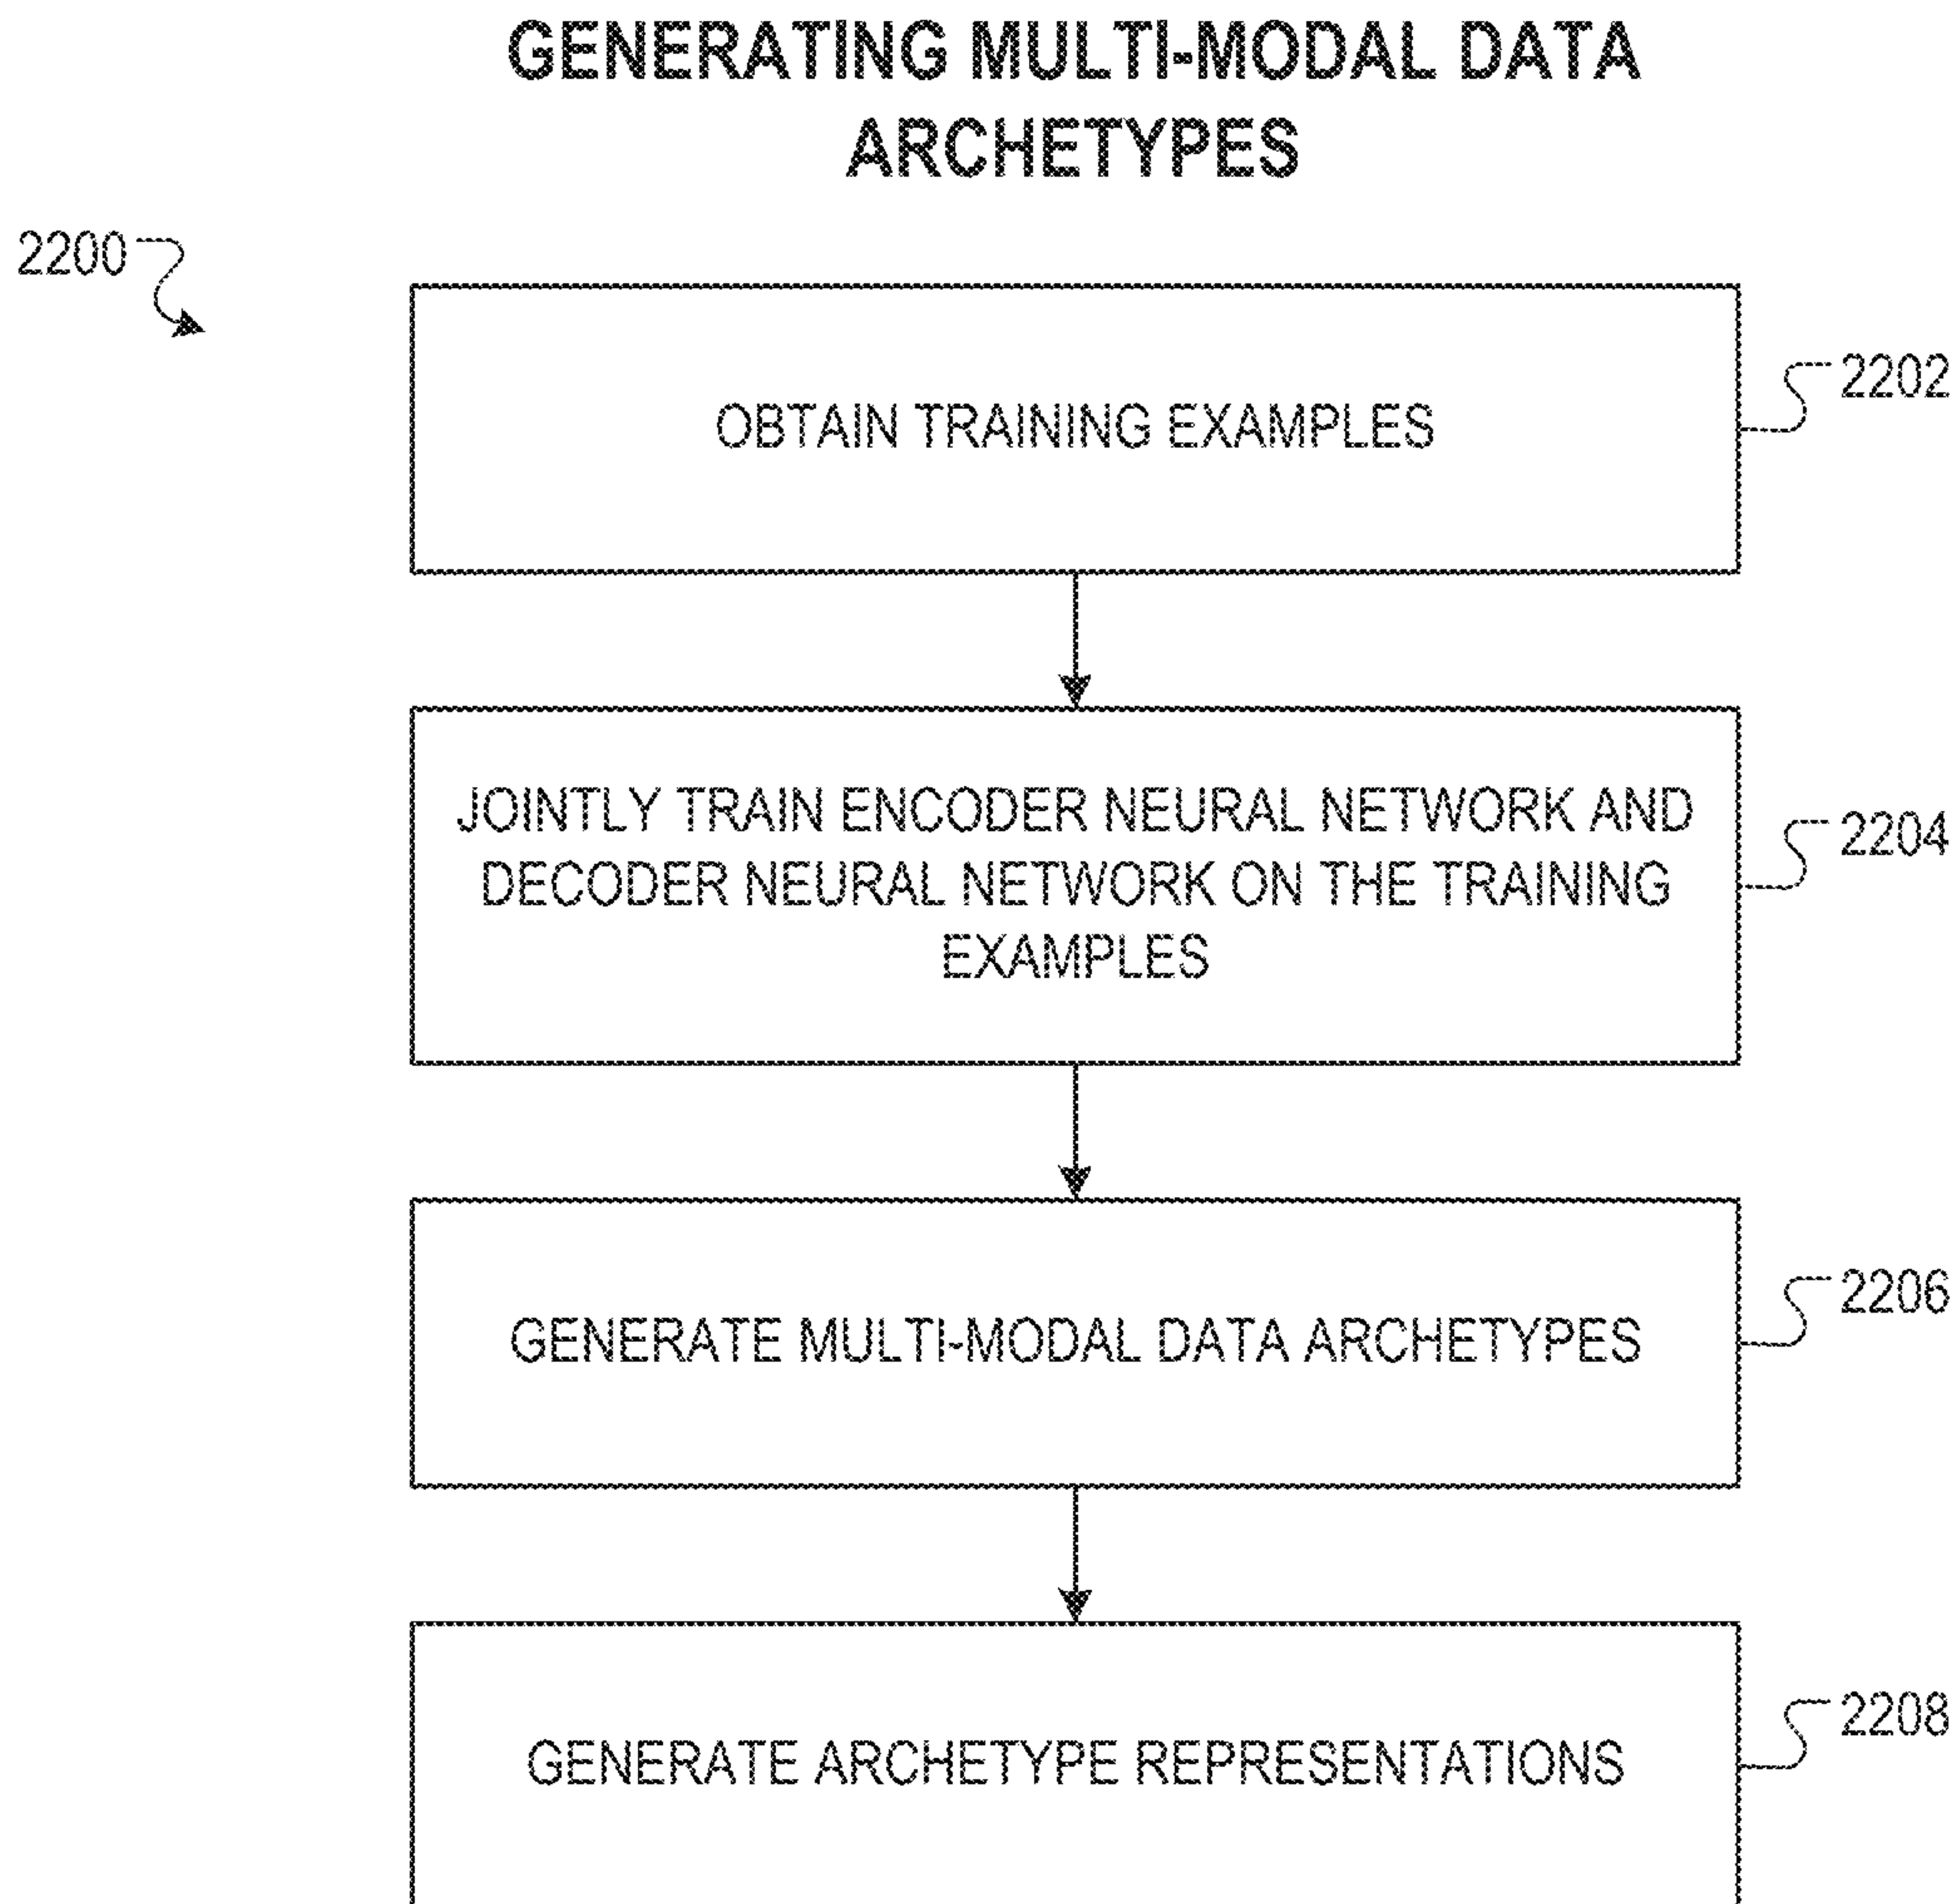 GENERATING MULTI-MODAL DATA
ARCHETYPES
2200
OBTAIN TRAINING EXAMPLES
2202
JOINTLY TRAIN ENCODER NEURAL NETWORK AND
DECODER NEURAL NETWORK ON THE TRAINING
EXAMPLES
2204
GENERATE MULTI-MODAL DATA ARCHETYPES
2206
GENERATE ARCHETYPE REPRESENTATIONS
2208